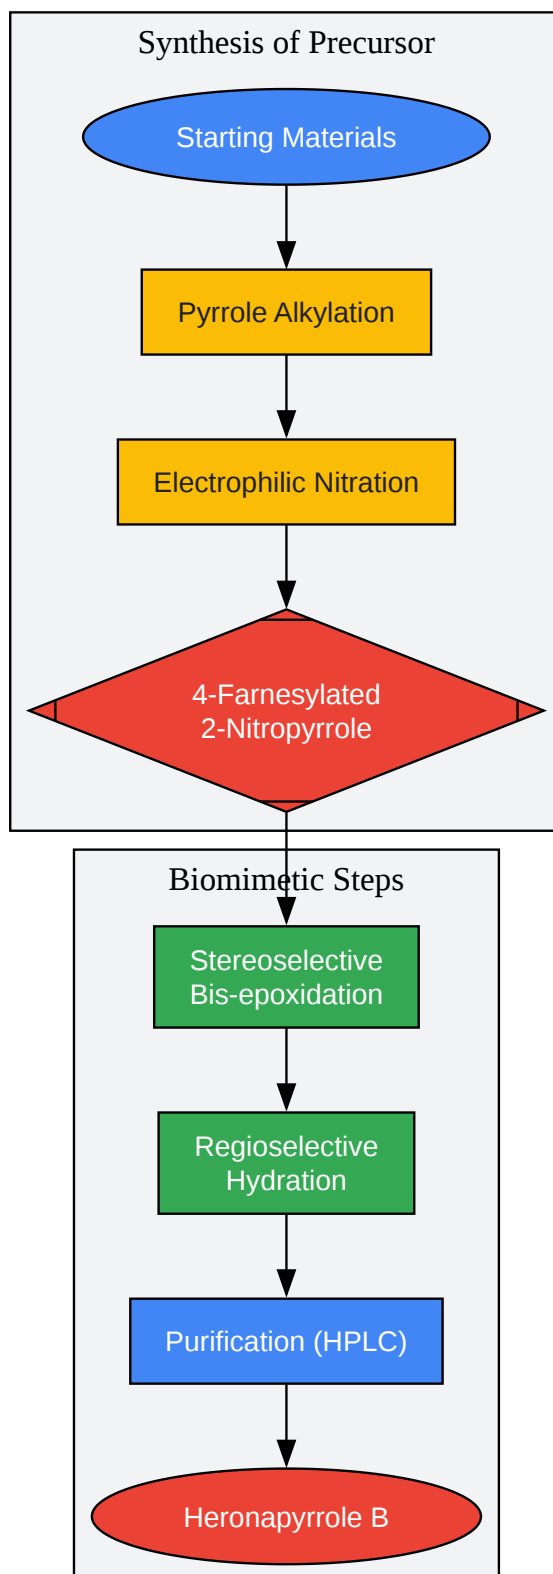 Synthesis of Precursor
Starting Materials
Pyrrole Alkylation
Electrophilic Nitration
4-Farnesylated
2-Nitropyrrole
Biomimetic Steps
Stereoselective
Bis-epoxidation
Regioselective
Hydration
Purification (HPLC)
Heronapyrrole B